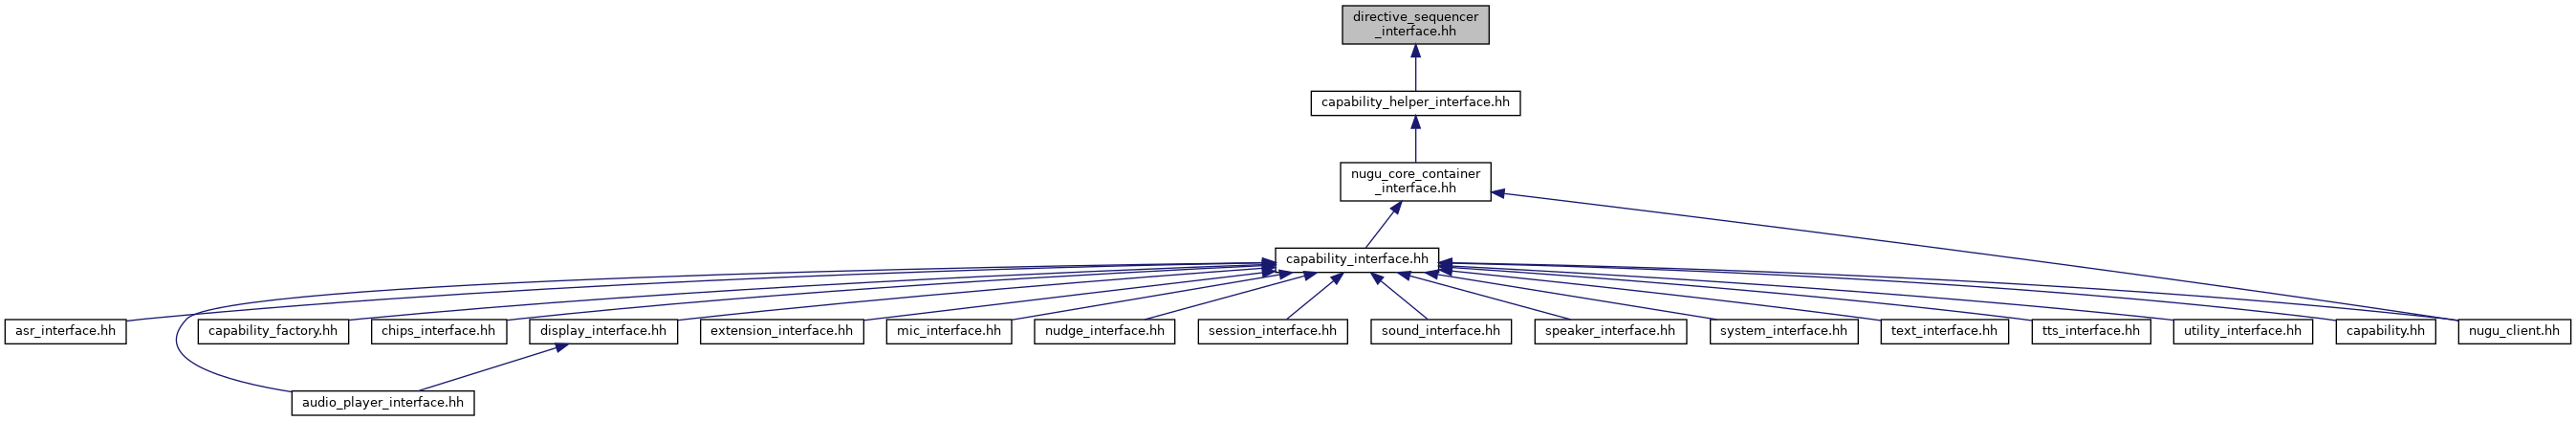 directive_sequencer
_interface.hh
capability_helper_interface.hh
nugu_core_container
_interface.hh
capability_interface.hh
asr_interface.hh
capability_factory.hh
chips_interface.hh
display_interface.hh
extension_interface.hh
mic_interface.hh
nudge_interface.hh
session_interface.hh
sound_interface.hh
speaker_interface.hh
system_interface.hh
text_interface.hh
tts_interface.hh
utility_interface.hh
capability.hh
nugu_client.hh
audio_player_interface.hh